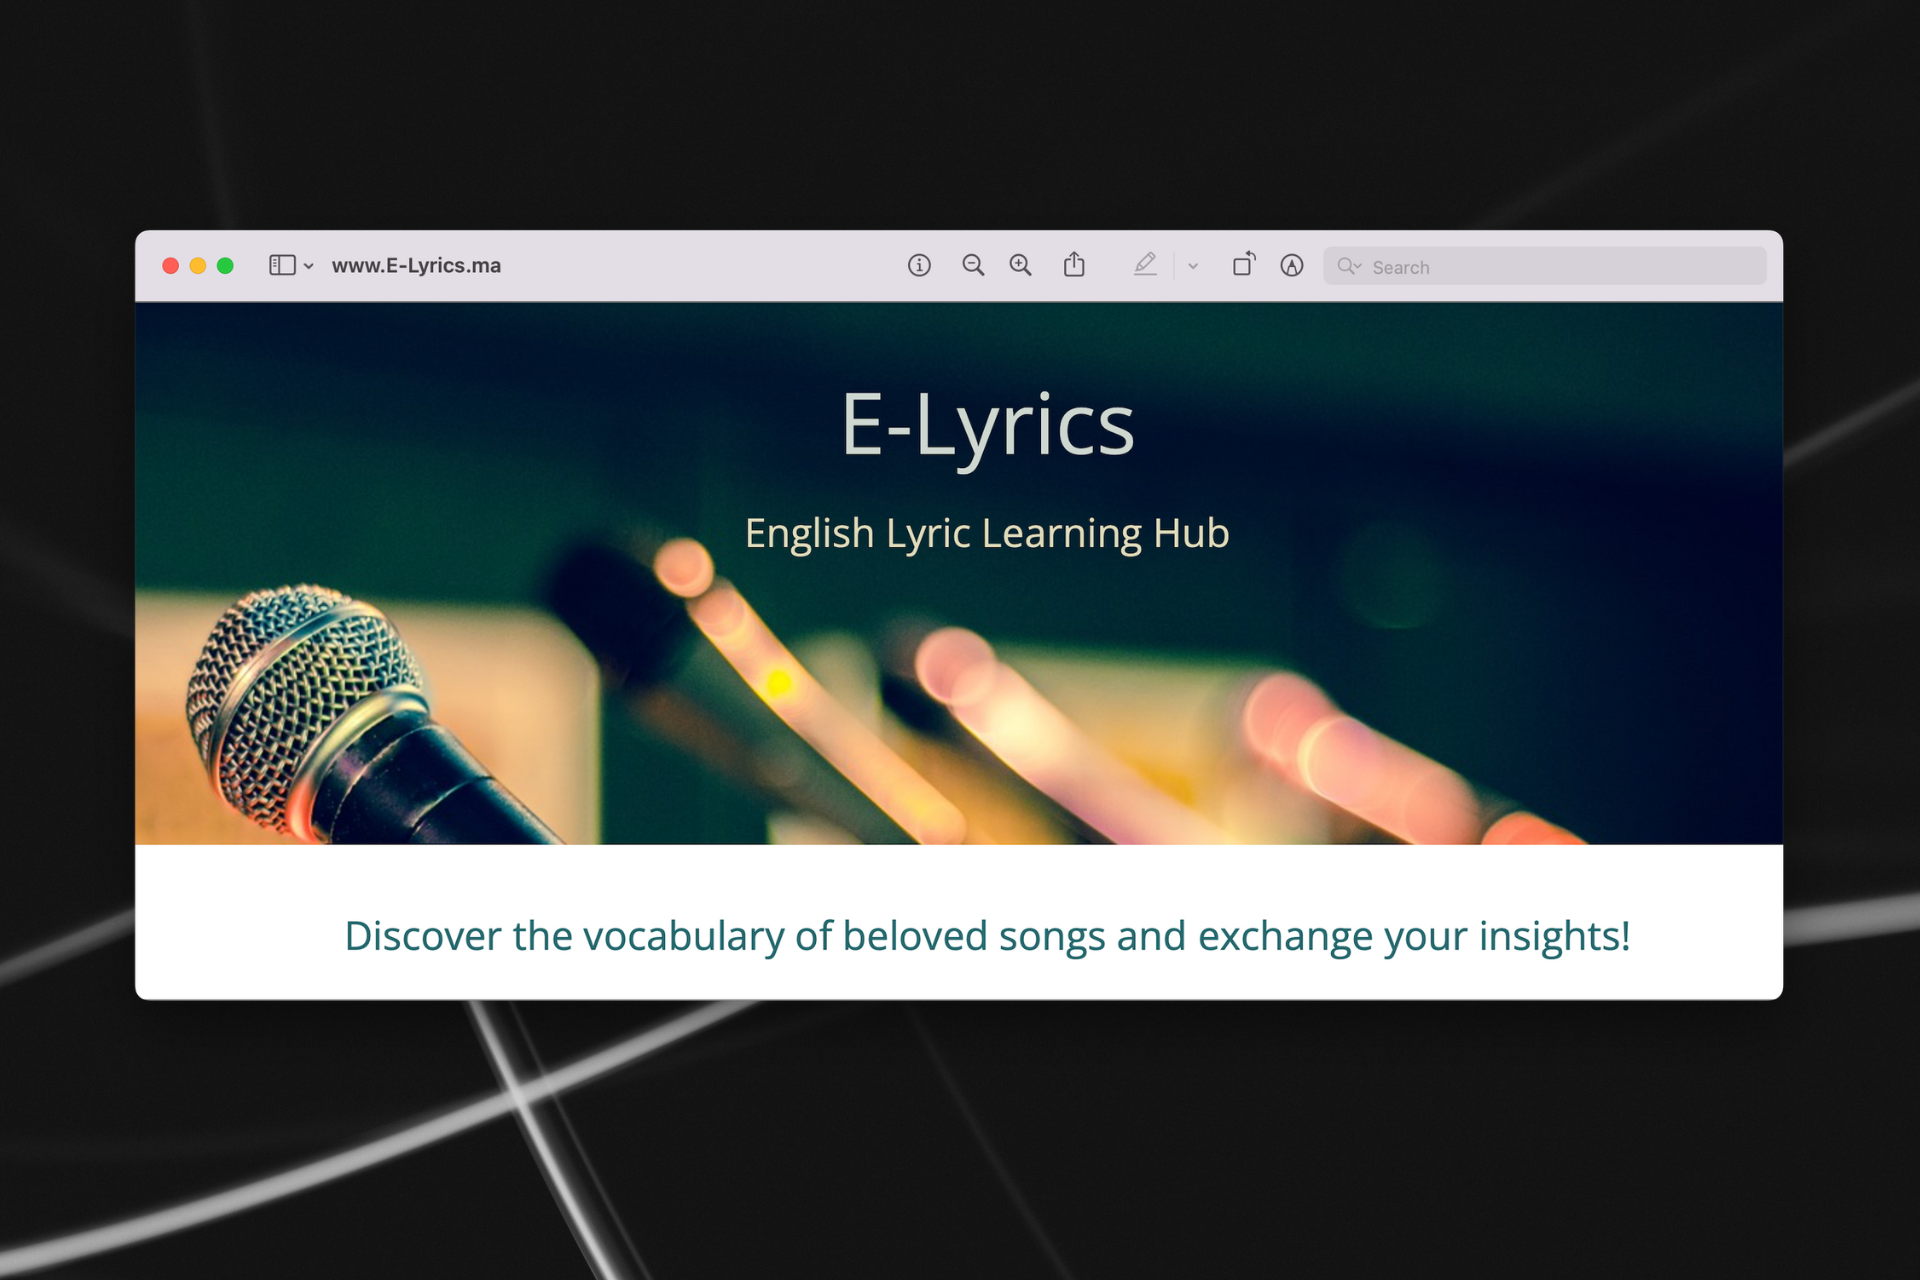 www.E-Lyrics.ma
Search
E-Lyrics
English Lyric Learning Hub
Discover the vocabulary of beloved songs and exchange your insights!